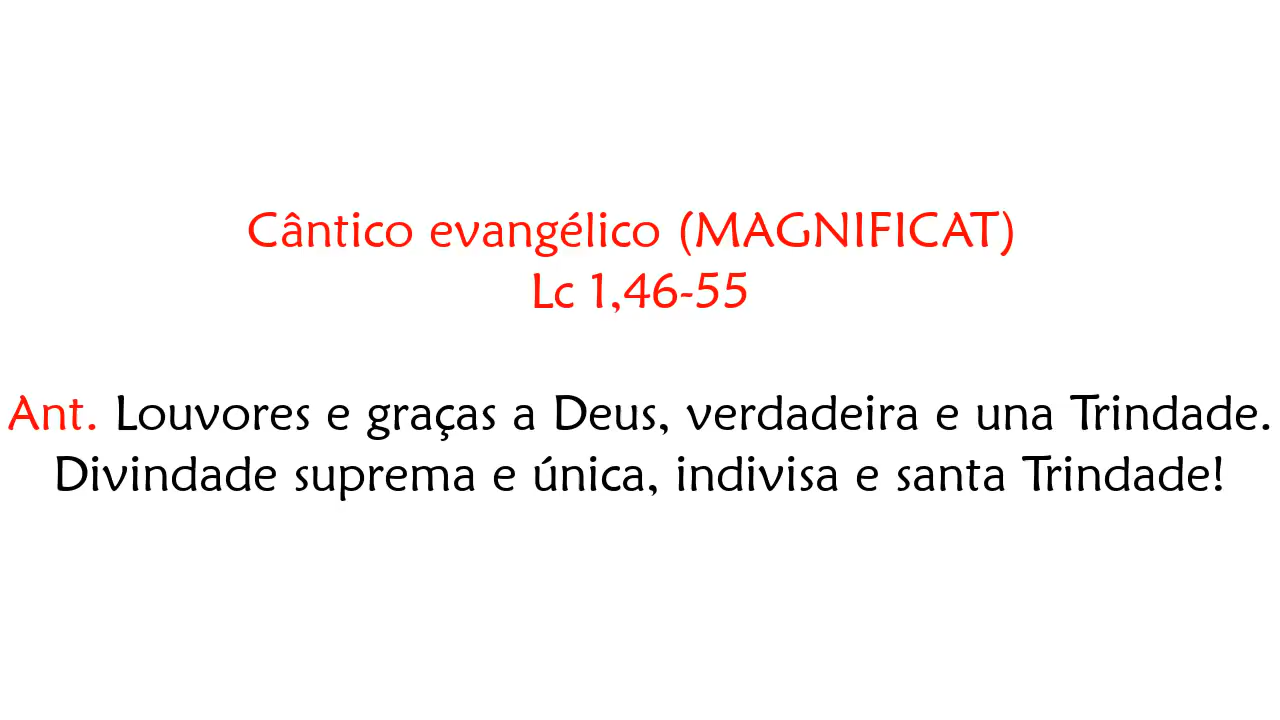 Cântico evangélico (MAGNIFICAT)
Lc 1,46-55
Ant. Louvores e graças a Deus, verdadeira e una Trindade.
Divindade suprema e única, indivisa e santa Trindade!